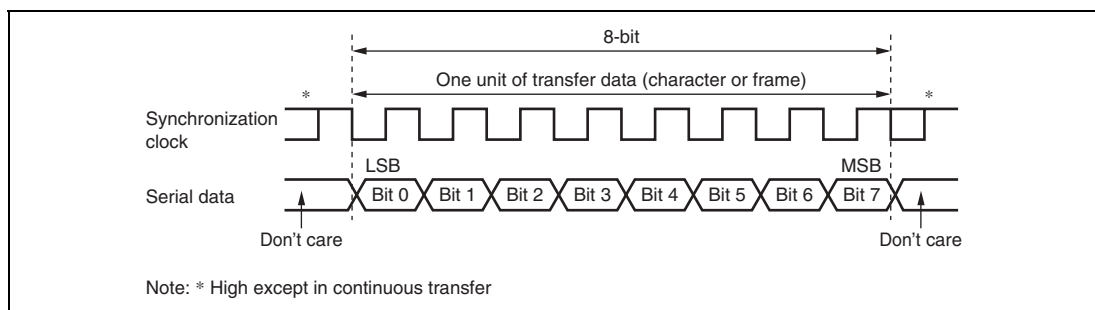 8-bit
One unit of transfer data (character or frame)
*
*
Synchronization
clock
LSB
MSB
Serial data
Bit 0 Bit 1 Bit 2 Bit 3 Bit 4 Bit 5 Bit 6 Bit 7
Don't care
Don't care
Note: * High except in continuous transfer